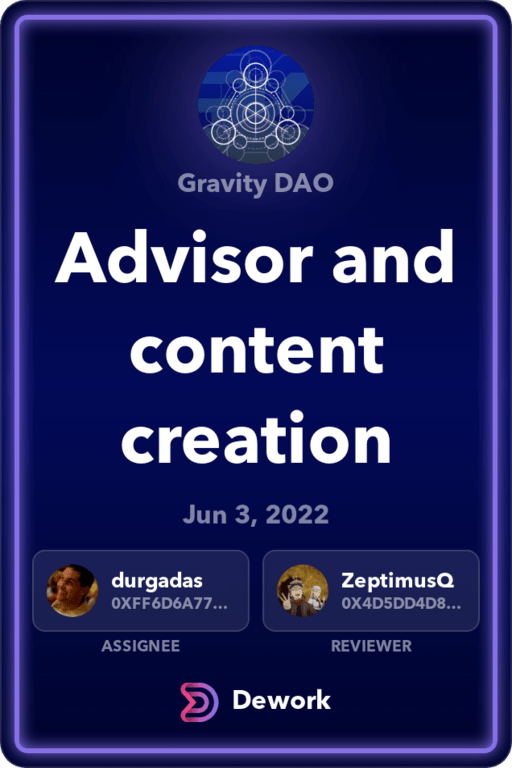 Gravity DAO
Advisor and
content
creation
Jun 3, 2022
durgadas
0XFF6D6A77...
ASSIGNEE
ZeptimusQ
0X4D5DD4D8...
REVIEWER
Dework